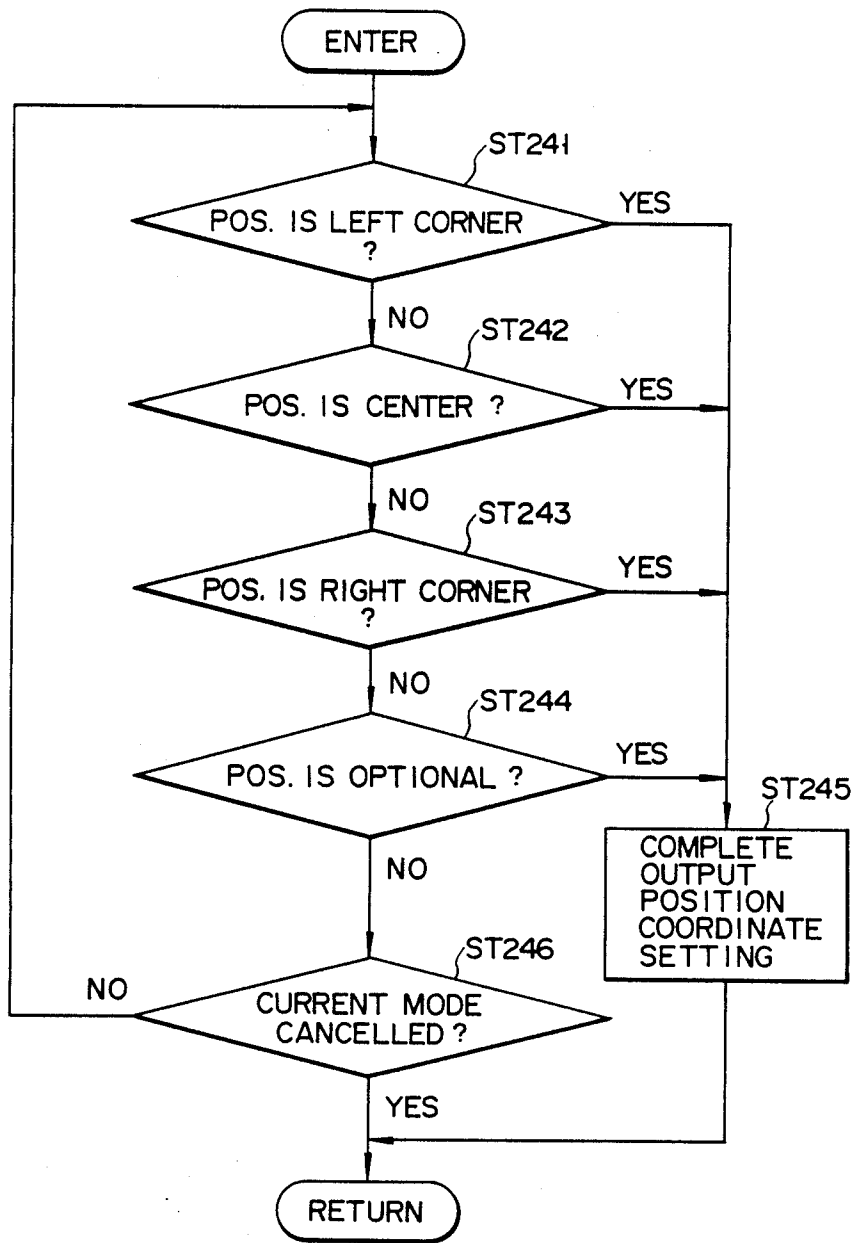 ENTER
ST241
POS. IS LEFT CORNER
?
YES
NO
ST242
POS. IS CENTER ?
YES
NO
ST243
POS. IS RIGHT CORNER
?
YES
NO
ST244
POS. IS OPTIONAL ?
YES
NO
ST245
COMPLETE
OUTPUT
POSITION
COORDINATE
SETTING
ST246
CURRENT MODE
CANCELLED ?
NO
YES
RETURN